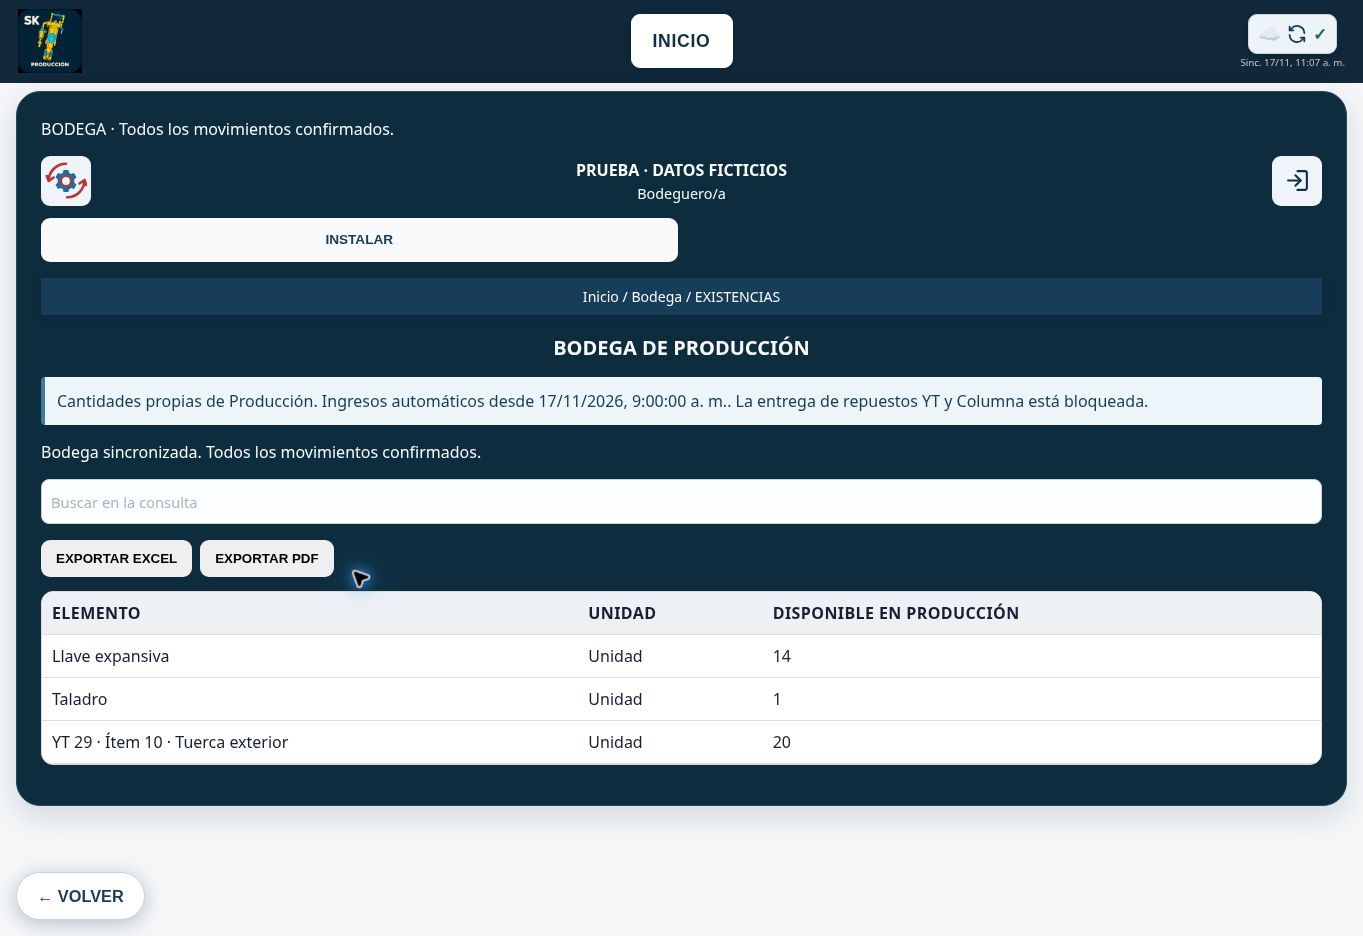 SK
PRODUCCIÓN
INICIO
Sinc. 17/11, 11:07 a. m.
BODEGA · Todos los movimientos confirmados.
PRUEBA · DATOS FICTICIOS
Bodeguero/a
INSTALAR
Inicio / Bodega / EXISTENCIAS
BODEGA DE PRODUCCIÓN
Cantidades propias de Producción. Ingresos automáticos desde 17/11/2026, 9:00:00 a. m.. La entrega de repuestos YT y Columna está bloqueada.
Bodega sincronizada. Todos los movimientos confirmados.
Buscar en la consulta
EXPORTAR EXCEL EXPORTAR PDF
ELEMENTO UNIDAD DISPONIBLE EN PRODUCCIÓN
Llave expansiva Unidad 14
Taladro Unidad 1
YT 29 · Ítem 10 · Tuerca exterior Unidad 20
← VOLVER